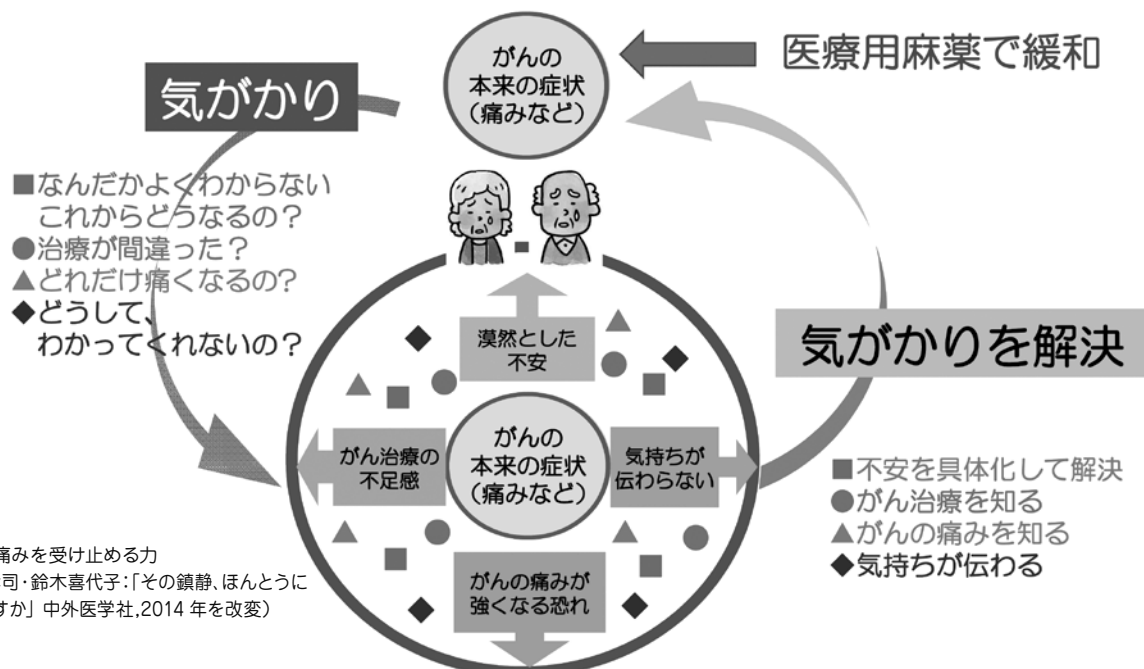 がんの
本来の症状
（痛みなど）
医療用麻薬で緩和
気がかり
■なんだかよくわからない
これからどうなるの？
●治療が間違った？
▲どれだけ痛くなるの？
◆どうして、
わかってくれないの？
漠然とした
不安
がん治療の
不足感
がんの
本来の症状
（痛みなど）
気持ちが
伝わらない
がんの痛みが
強くなる恐れ
気がかりを解決
■不安を具体化して解決
●がん治療を知る
▲がんの痛みを知る
◆気持ちが伝わる
痛みを受け止める力
司・鈴木喜代子：「その鎮静、ほんとうに
すか」 中外医学社,2014 年を改変）